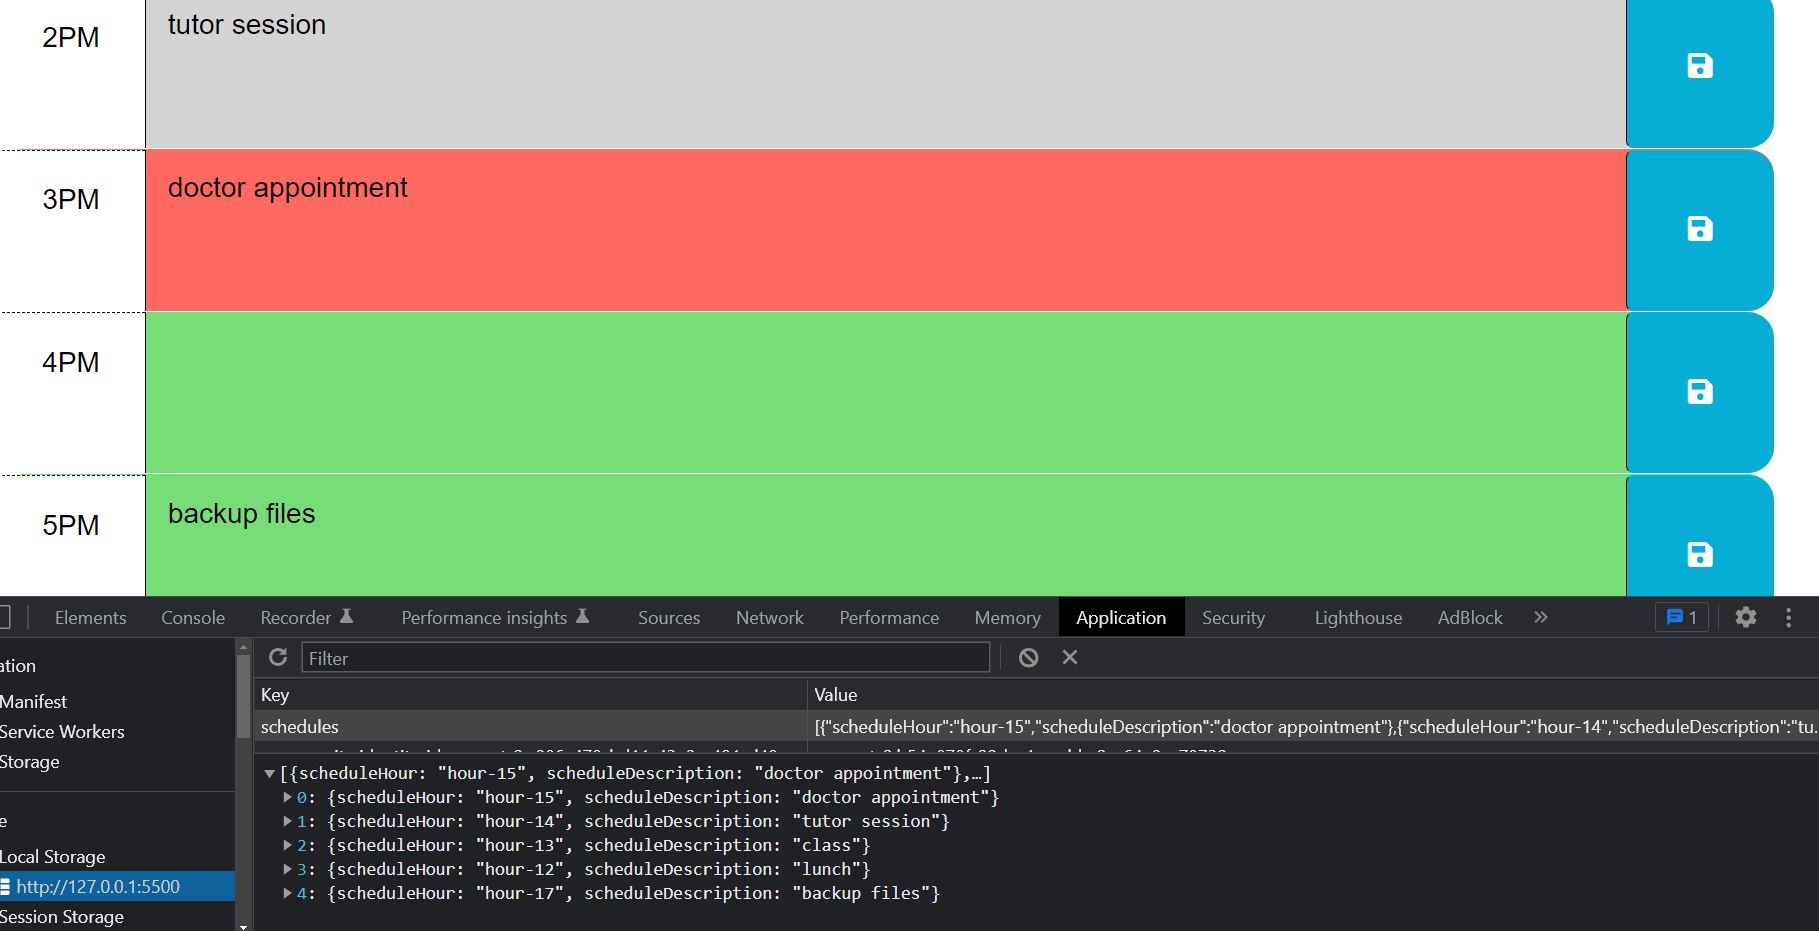 2PM tutor session
3PM doctor appointment
4PM
5PM backup files
Elements Console Recorder Performance insights Sources Network Performance Memory Application Security Lighthouse AdBlock » 1
ation
Manifest
Service Workers
Storage
e
Local Storage
http://127.0.0.1:5500
Session Storage
Filter
Key Value
schedules [{"scheduleHour":"hour-15","scheduleDescription":"doctor appointment"},{"scheduleHour":"hour-14","scheduleDescription":"tu...
[{scheduleHour: "hour-15", scheduleDescription: "doctor appointment"},…]
0: {scheduleHour: "hour-15", scheduleDescription: "doctor appointment"}
1: {scheduleHour: "hour-14", scheduleDescription: "tutor session"}
2: {scheduleHour: "hour-13", scheduleDescription: "class"}
3: {scheduleHour: "hour-12", scheduleDescription: "lunch"}
4: {scheduleHour: "hour-17", scheduleDescription: "backup files"}